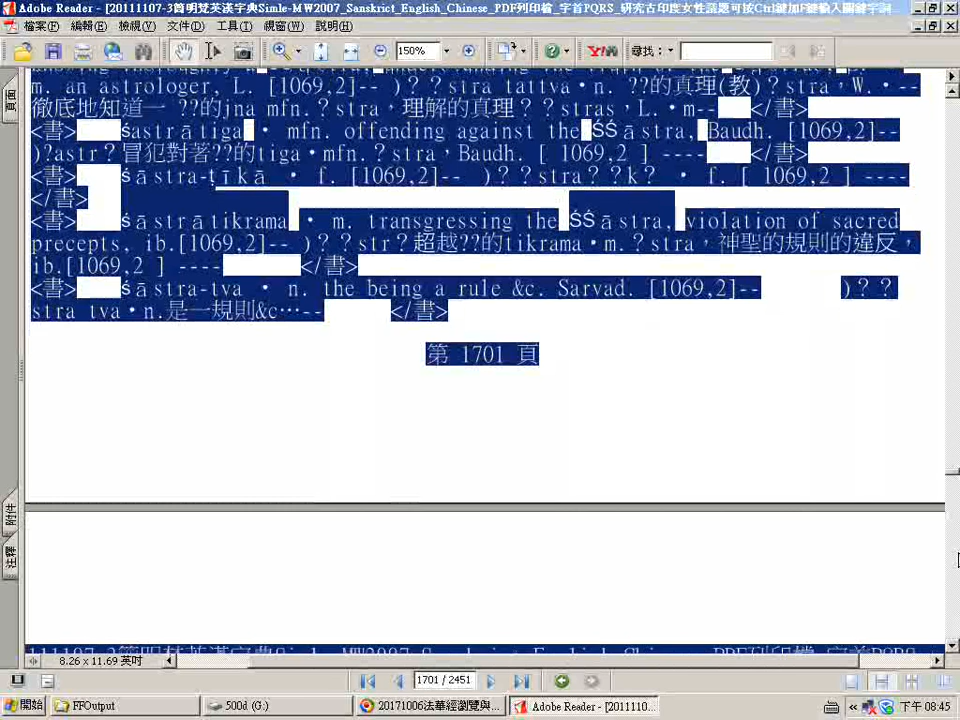 Adobe Reader - [20111107-3簡明梵英漢字典Simle-MW2007_Sanskrict_English_Chinese_PDF列印檔_字首PQRS_研究古印度女性議題可按Ctrl鍵加F鍵輸入關鍵字詞
檔案(F) 編輯(E) 檢視(V) 文件(D) 工具(T) 視窗(W) 說明(H)
150% Y! 尋找：
頁面
m. an astrologer, L. [1069,2]-- )？？stra tattva‧n. ??的真理(教)？stra，W.‧--
徹底地知道一 ??的jna mfn.？stra，理解的真理？？stras，L.‧m-- </書>
<書> śastrātiga ‧ mfn. offending against the ŚŚāstra, Baudh. [1069,2]--
)?astr？冒犯對著??的tiga‧mfn.？stra，Baudh. [ 1069,2 ] ---- </書>
<書> śāstra-ṭīkā ‧ f. [1069,2]-- )？？stra？？k？ ‧ f. [ 1069,2 ] ----
</書>
<書> śāstrātikrama ‧ m. transgressing the ŚŚāstra, violation of sacred
precepts, ib.[1069,2]-- )？？str？超越??的tikrama‧m.？stra，神聖的規則的違反，
ib.[1069,2 ] ---- </書>
<書> śāstra-tva ‧ n. the being a rule &c. Sarvad. [1069,2]-- )？？
stra tva‧n.是一規則&c…-- </書>
第 1701 頁
附件
注釋
8.26 x 11.69 英吋
1701 / 2451
開始 FFOutput 500d (G:) 20171006法華經瀏覽與... Adobe Reader - [2011110... 下午 08:45